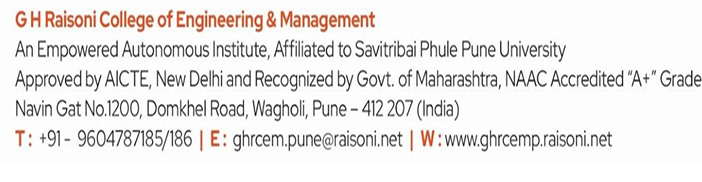 G H Raisoni College of Engineering & Management
An Empowered Autonomous Institute, Affiliated to Savitribai Phule Pune University
Approved by AICTE, New Delhi and Recognized by Govt. of Maharashtra, NAAC Accredited “A+” Grade
Navin Gat No.1200, Domkhel Road, Wagholi, Pune – 412 207 (India)
T : +91 - 9604787185/186 | E : ghrcem.pune@raisoni.net | W : www.ghrcemp.raisoni.net